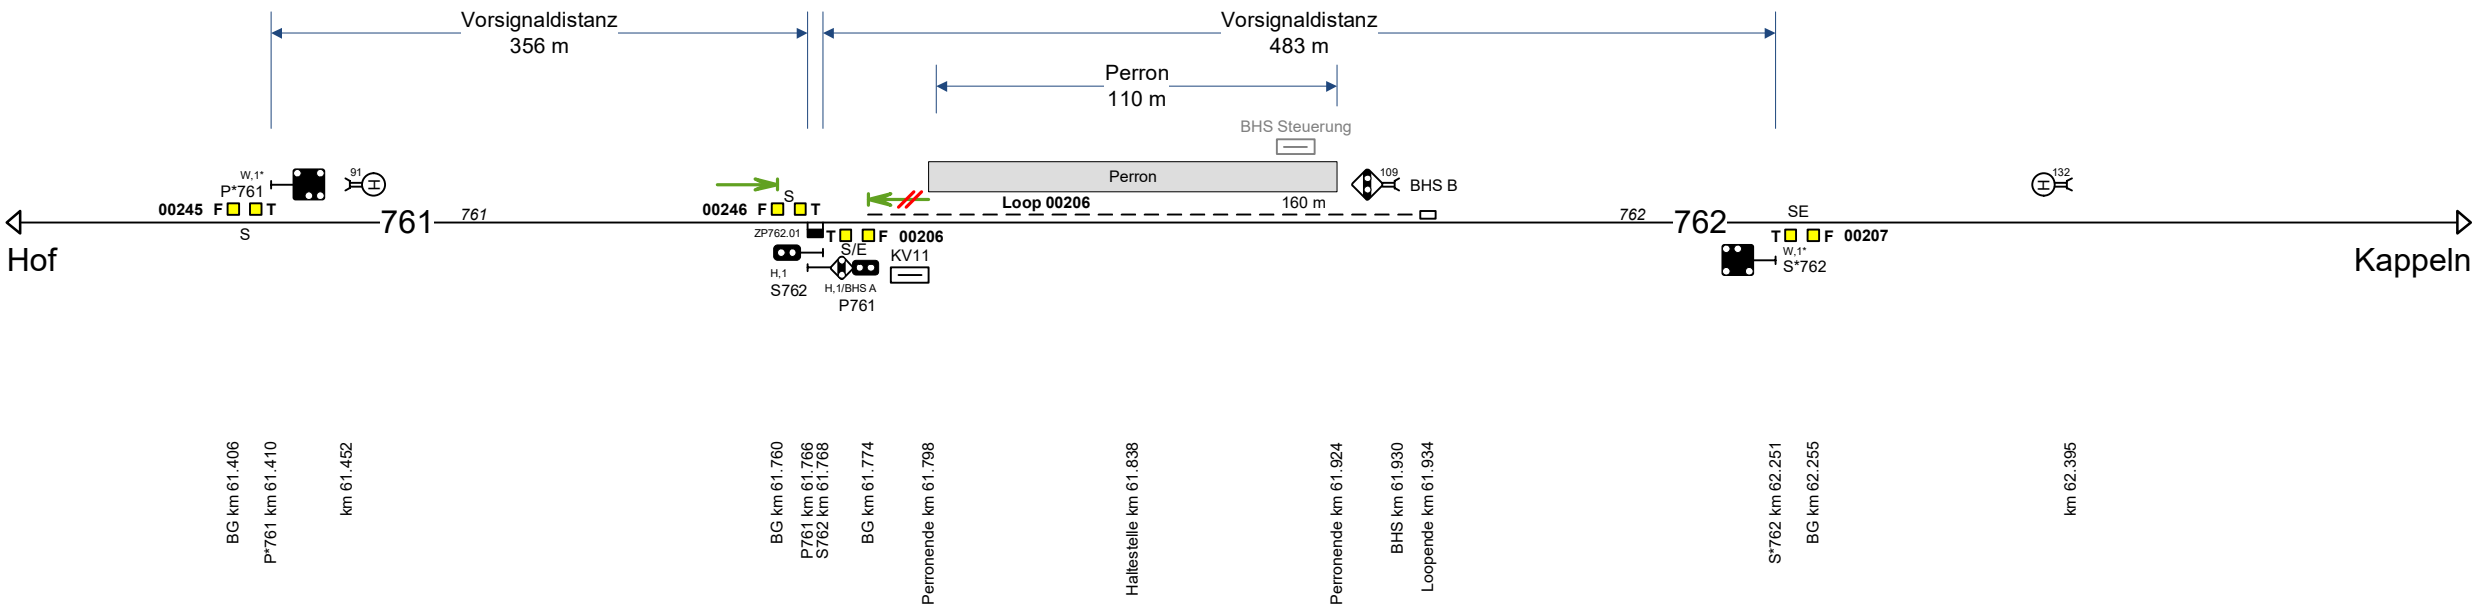 Vorsignaldistanz
356 m
Vorsignaldistanz
483 m
Perron
110 m
BHS Steuerung
W,1*
P*761
91
Perron
109
BHS B
132
00245 F T
S
761
761
00246 F T
S
Loop 00206
160 m
762
762
SE
ZP762.01
T F 00206
S/E
KV11
T F 00207
W,1*
S*762
Hof
Kappeln
H,1
S762
H,1/BHS A
P761
BG km 61.406
P*761 km 61.410
km 61.452
BG km 61.760
P761 km 61.766
S762 km 61.768
BG km 61.774
Perronende km 61.798
Haltestelle km 61.838
Perronende km 61.924
BHS km 61.930
Loopende km 61.934
S*762 km 62.251
BG km 62.255
km 62.395